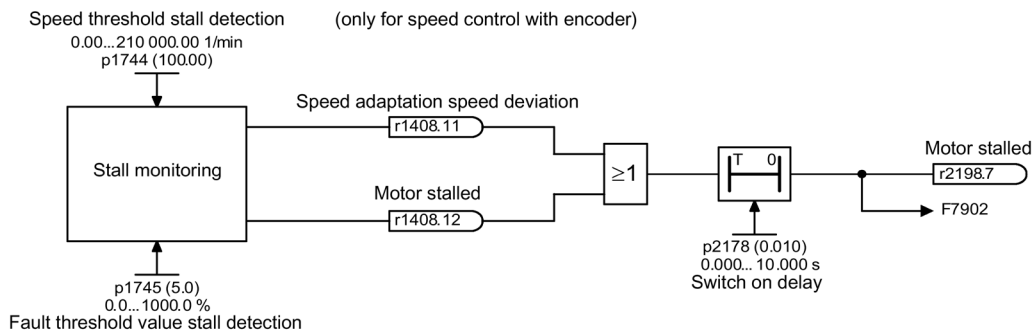 Speed threshold stall detection
(only for speed control with encoder)
0.00...210 000.00 1/min
p1744 (100.00)
Speed adaptation speed deviation
r1408.11
Stall monitoring
≥1
T 0
Motor stalled
r2198.7
Motor stalled
r1408.12
F7902
p2178 (0.010)
0.000... 10.000 s
Switch on delay
p1745 (5.0)
0.0...1000.0 %
Fault threshold value stall detection